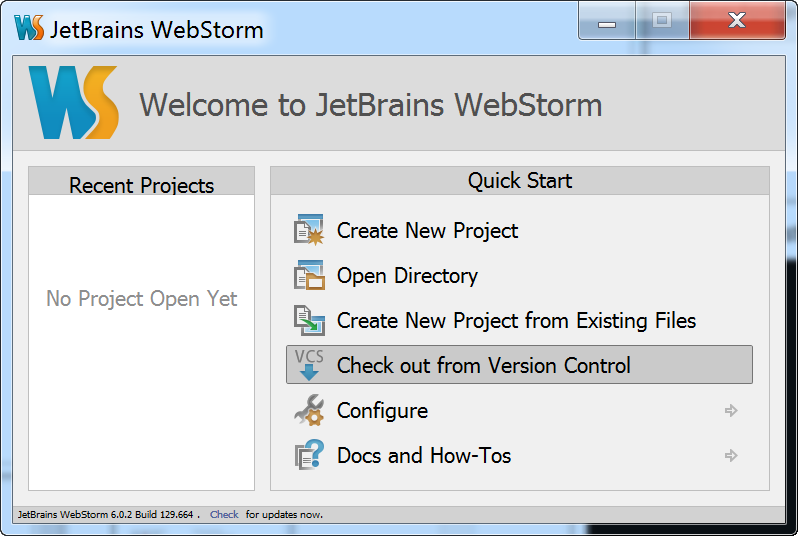 WS JetBrains WebStorm
WS Welcome to JetBrains WebStorm
Recent Projects
No Project Open Yet
Quick Start
Create New Project
Open Directory
Create New Project from Existing Files
VCS Check out from Version Control
Configure
? Docs and How-Tos
JetBrains WebStorm 6.0.2 Build 129.664 . Check for updates now.